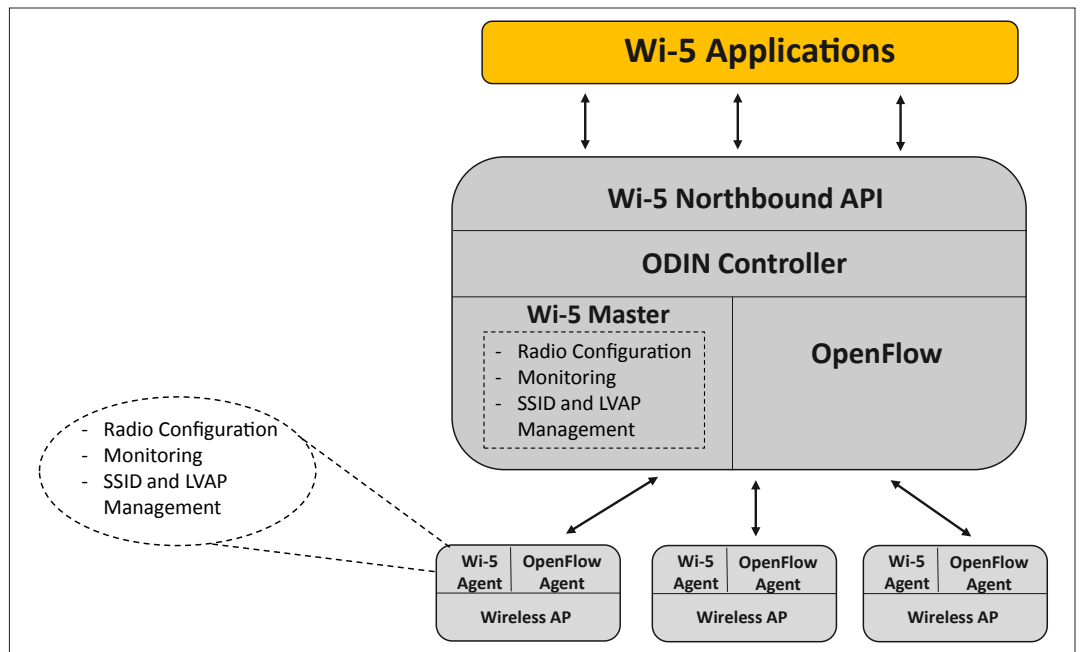 Wi-5 Applications
Wi-5 Northbound API
ODIN Controller
Wi-5 Master
- Radio Configuration
- Monitoring
- SSID and LVAP
Management
OpenFlow
- Radio Configuration
- Monitoring
- SSID and LVAP
Management
Wi-5
Agent
OpenFlow
Agent
Wireless AP
Wi-5
Agent
OpenFlow
Agent
Wireless AP
Wi-5
Agent
OpenFlow
Agent
Wireless AP